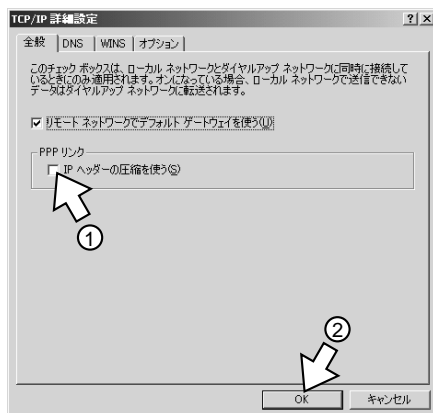 TCP/IP 詳細設定
全般 DNS WINS オプション
このチェック ボックスは、ローカル ネットワークとダイヤルアップ ネットワークに同時に接続して
いるときにのみ適用されます。オンになっている場合、ローカル ネットワークで送信できない
データはダイヤルアップ ネットワークに転送されます。
リモート ネットワークでデフォルト ゲートウェイを使う(U)
PPP リンク
IP ヘッダーの圧縮を使う(S)
①
②
OK キャンセル